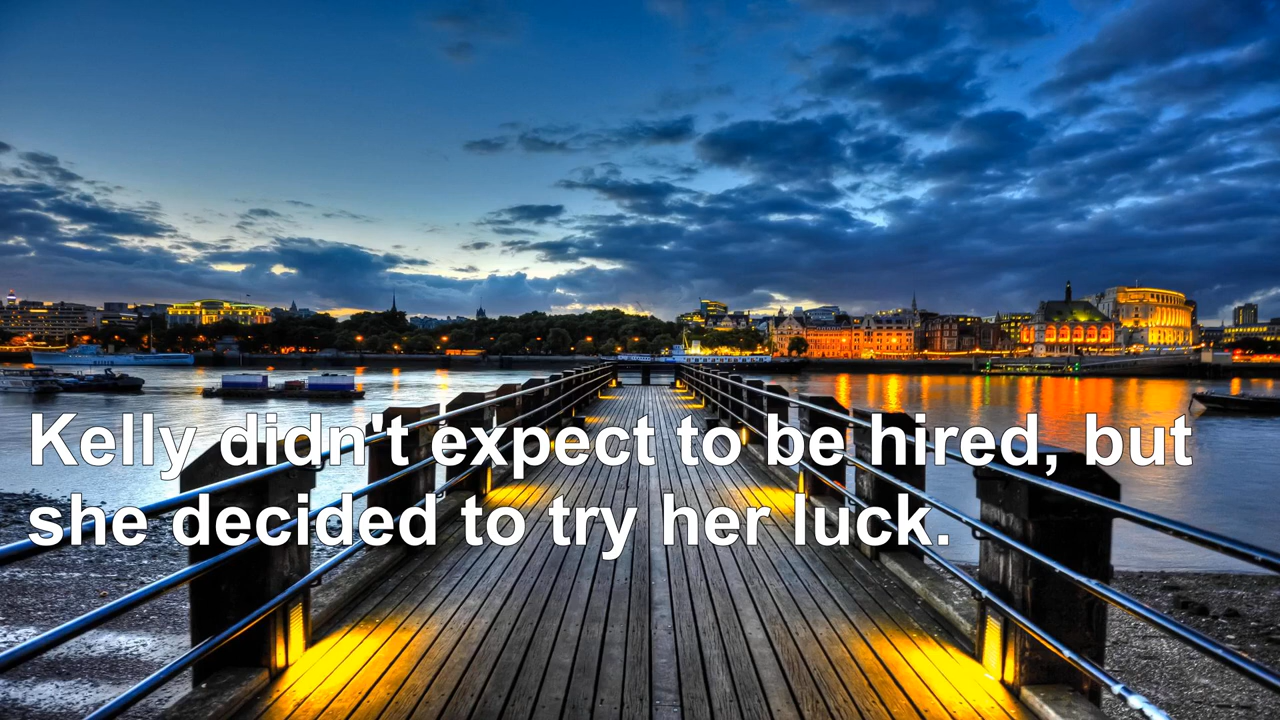 Kelly didn't expect to be hired, but
she decided to try her luck.